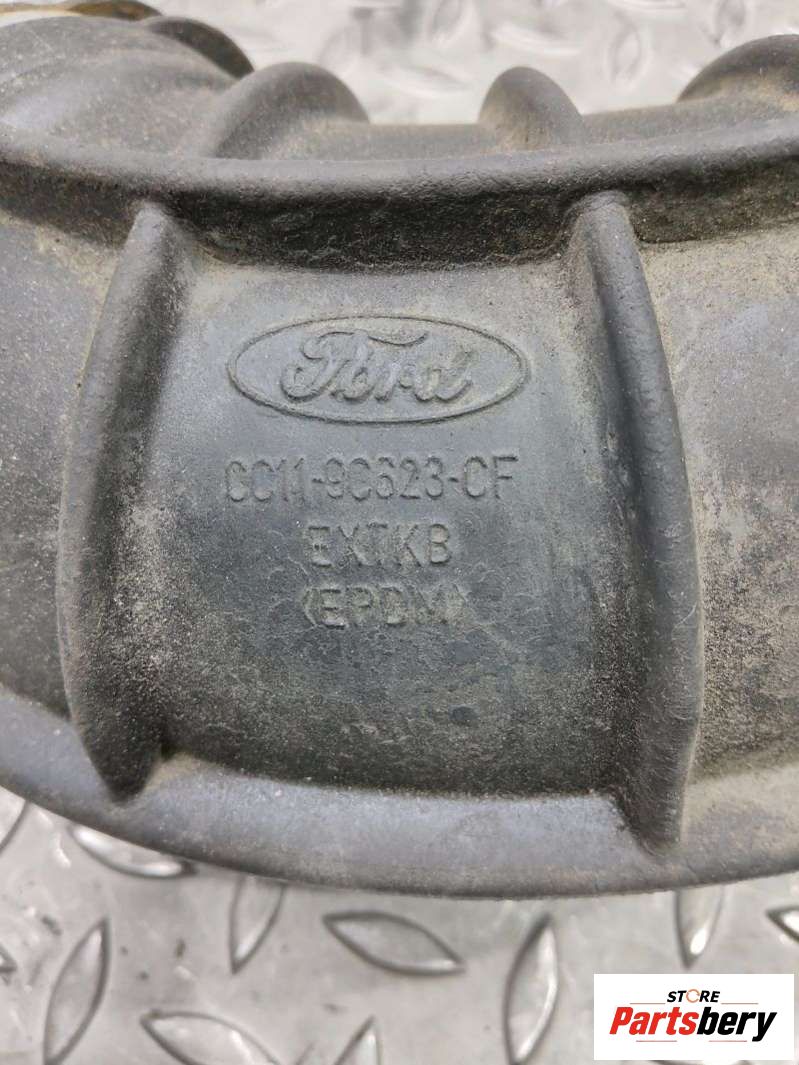 Ford
CC11-9C623-CF
EXTKB
<EPDM>
STORE
Partsbery